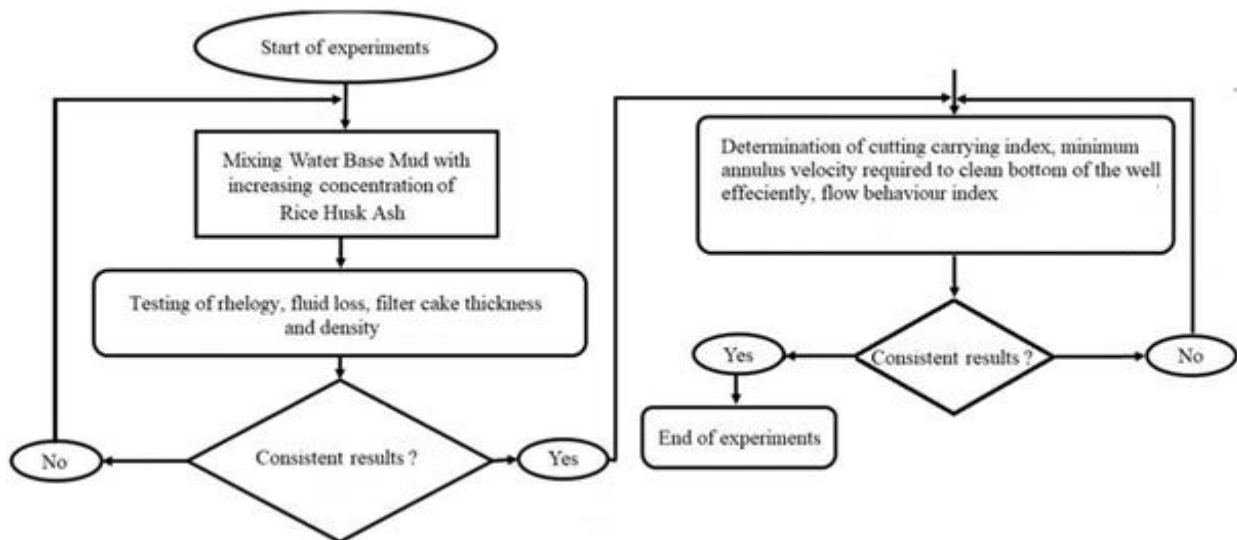 Start of experiments
Mixing Water Base Mud with
increasing concentration of
Rice Husk Ash
Testing of rhelogy, fluid loss, filter cake thickness
and density
Consistent results ?
No
Yes
Determination of cutting carrying index, minimum
annulus velocity required to clean bottom of the well
effeciently, flow behaviour index
Consistent results ?
Yes
No
End of experiments